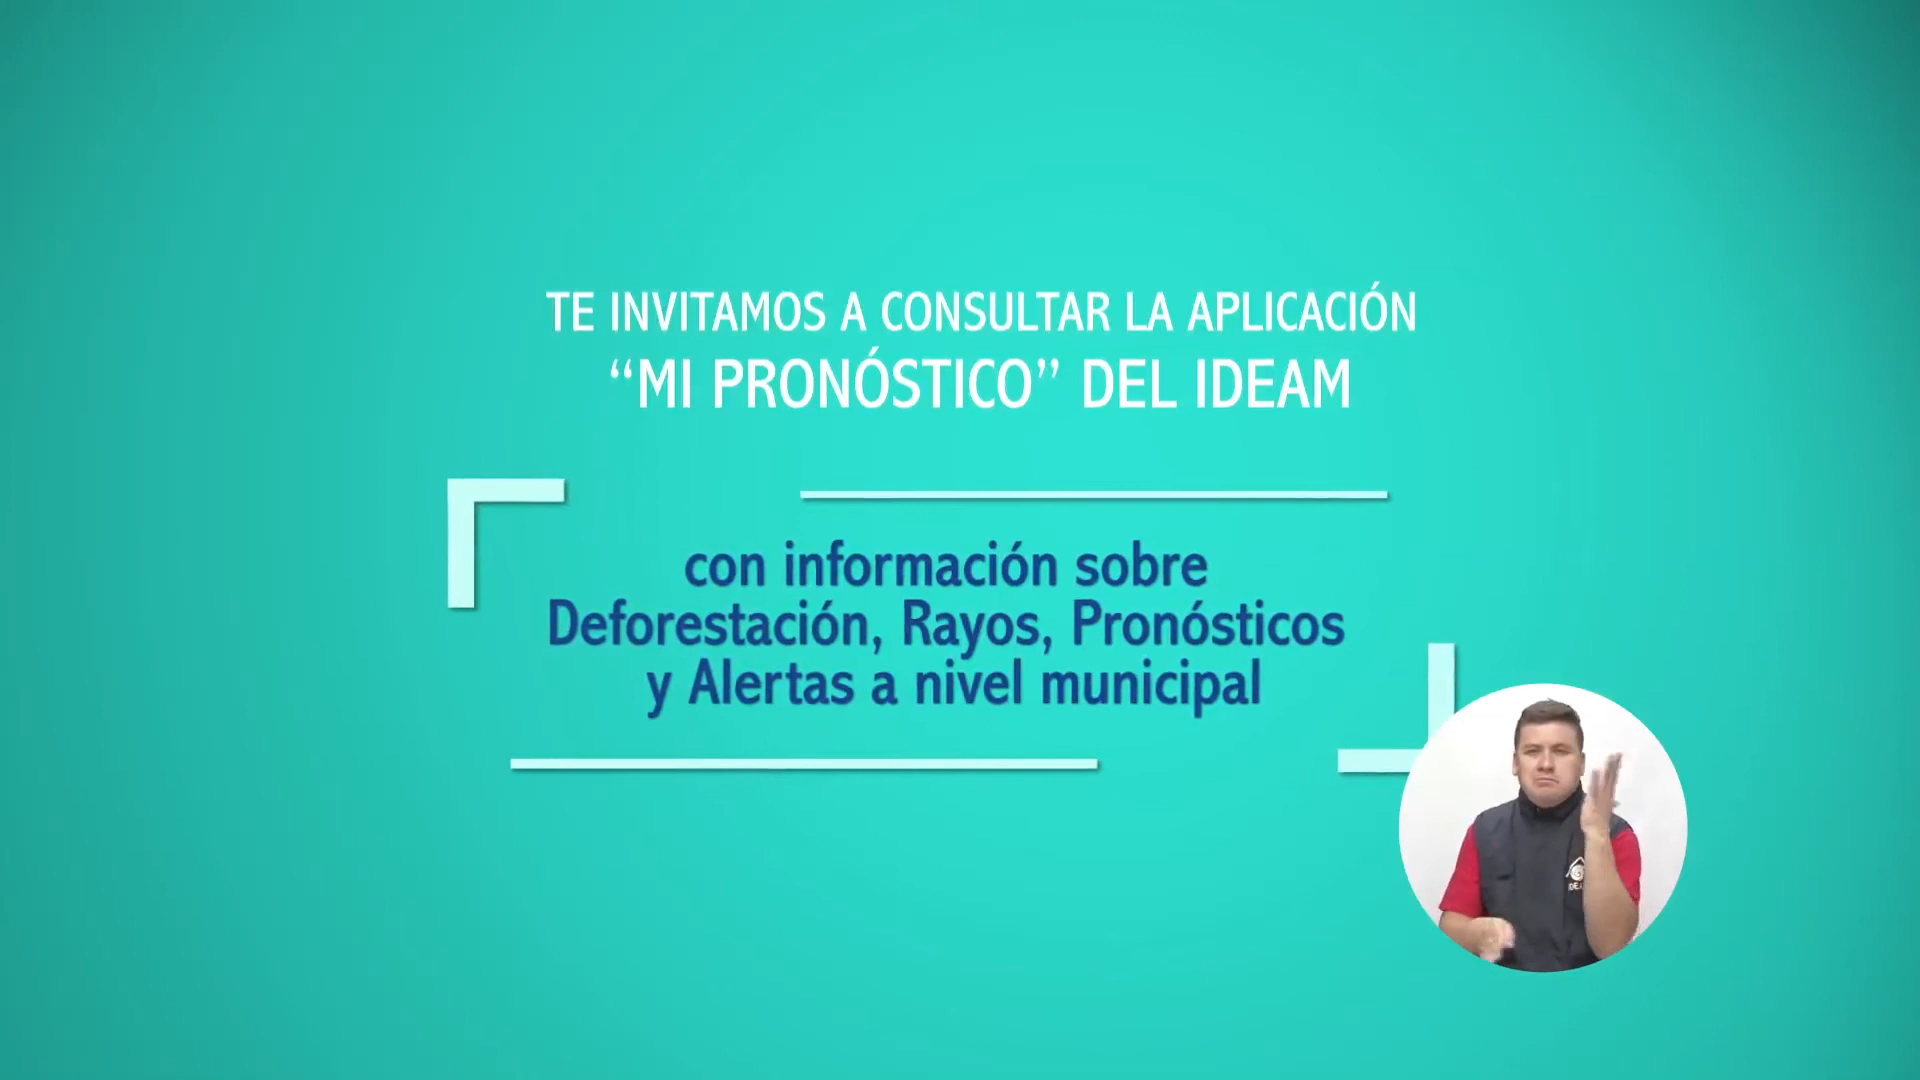 TE INVITAMOS A CONSULTAR LA APLICACIÓN
“MI PRONÓSTICO” DEL IDEAM
con información sobre
Deforestación, Rayos, Pronósticos
y Alertas a nivel municipal